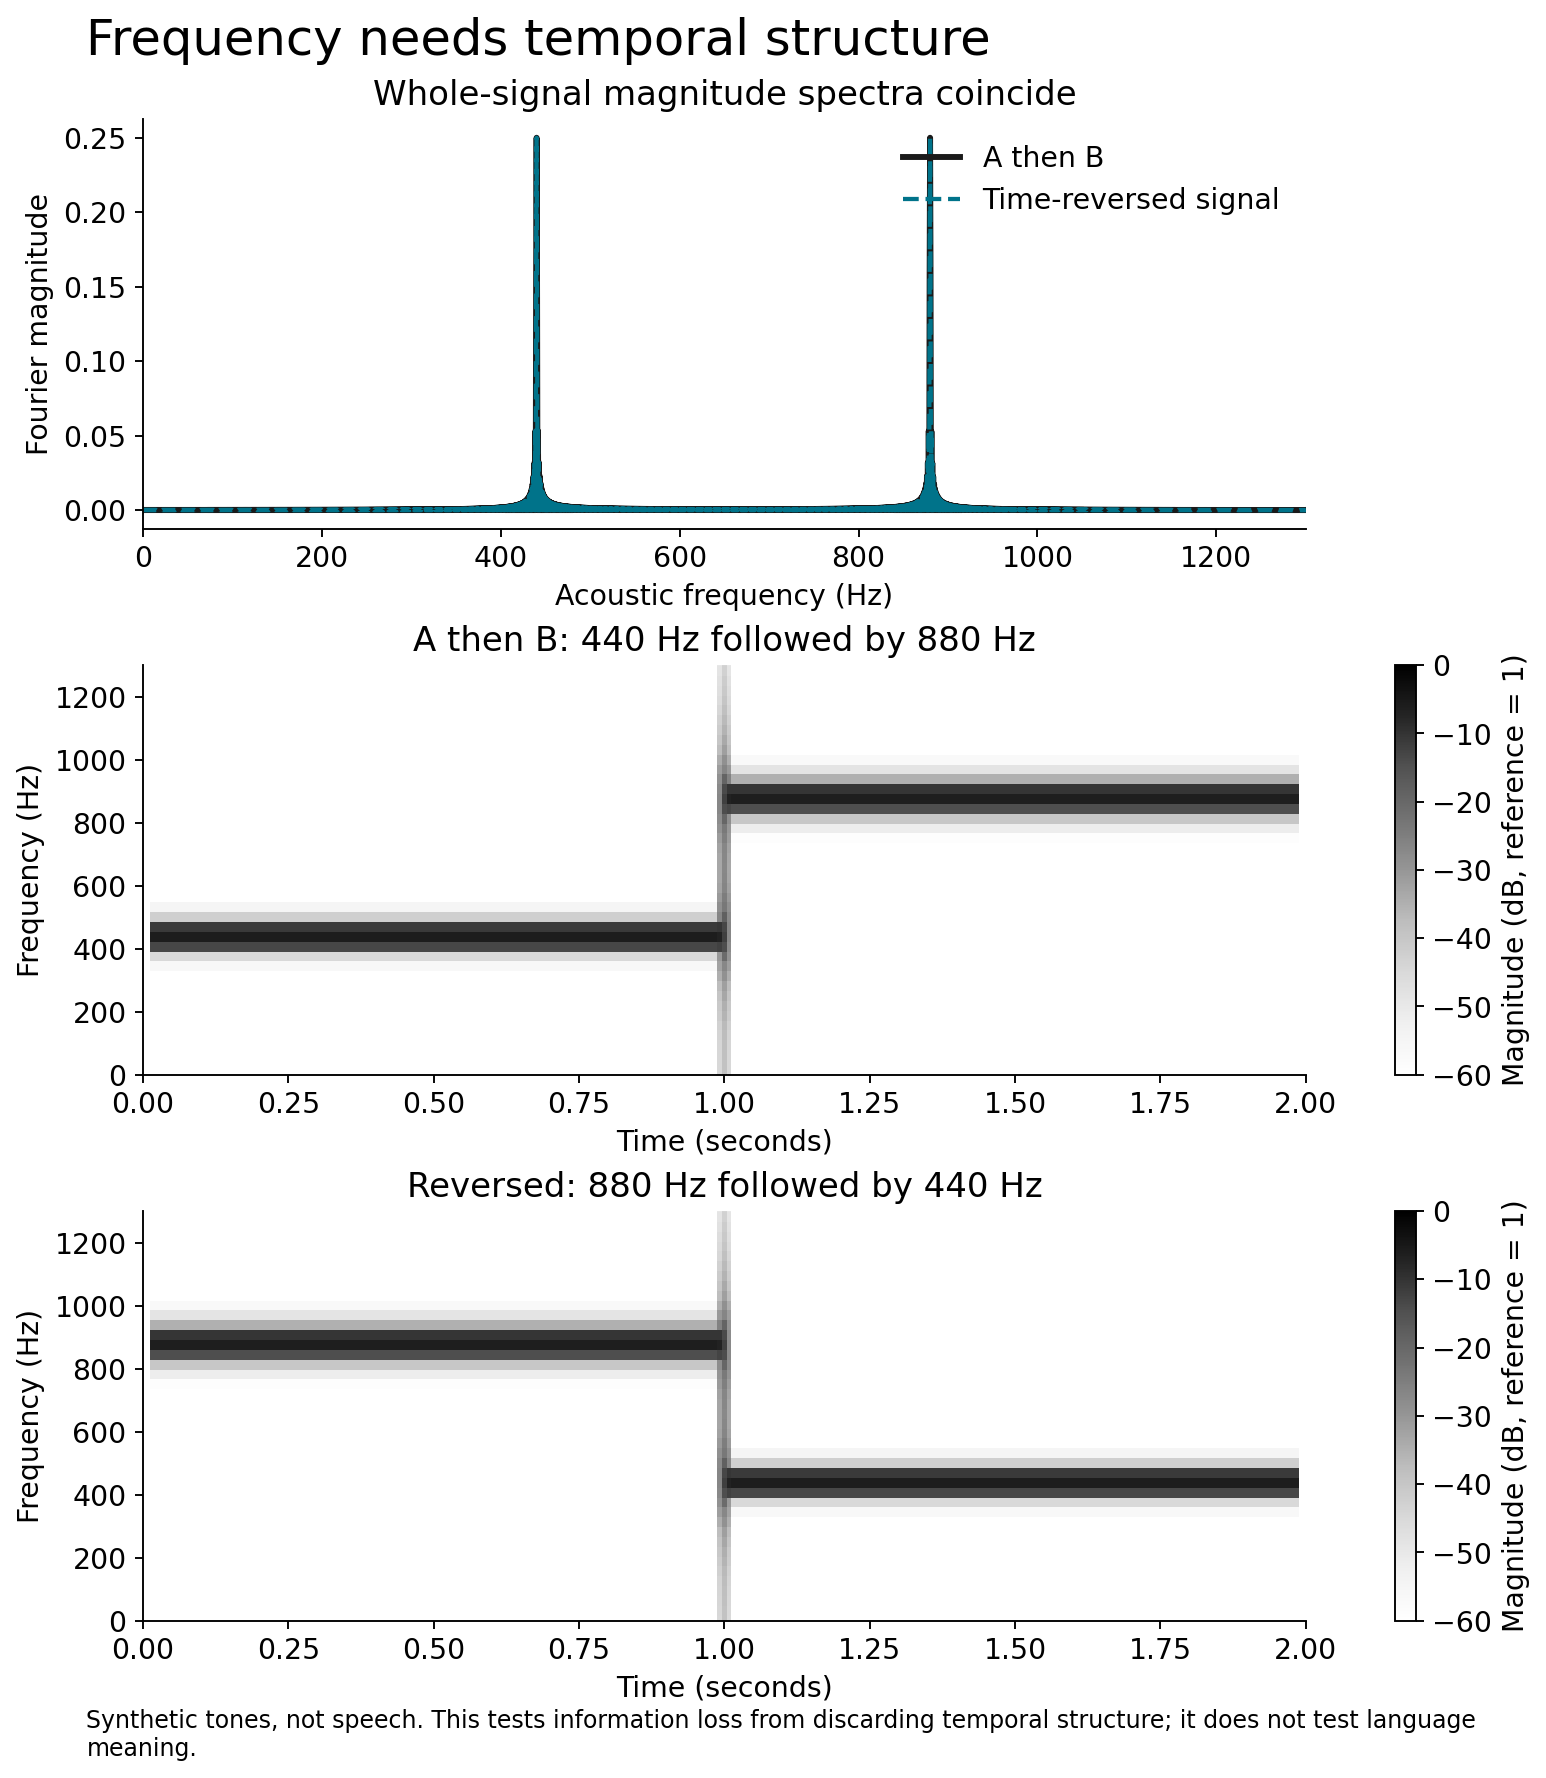 Frequency needs temporal structure
Whole-signal magnitude spectra coincide
0.25
0.20
0.15
0.10
0.05
0.00
Fourier magnitude
A then B
Time-reversed signal
0 200 400 600 800 1000 1200
Acoustic frequency (Hz)
A then B: 440 Hz followed by 880 Hz
1200
1000
800
600
400
200
0
Frequency (Hz)
0.00 0.25 0.50 0.75 1.00 1.25 1.50 1.75 2.00
Time (seconds)
0
−10
−20
−30
−40
−50
−60
Magnitude (dB, reference = 1)
Reversed: 880 Hz followed by 440 Hz
1200
1000
800
600
400
200
0
Frequency (Hz)
0.00 0.25 0.50 0.75 1.00 1.25 1.50 1.75 2.00
Time (seconds)
0
−10
−20
−30
−40
−50
−60
Magnitude (dB, reference = 1)
Synthetic tones, not speech. This tests information loss from discarding temporal structure; it does not test language
meaning.